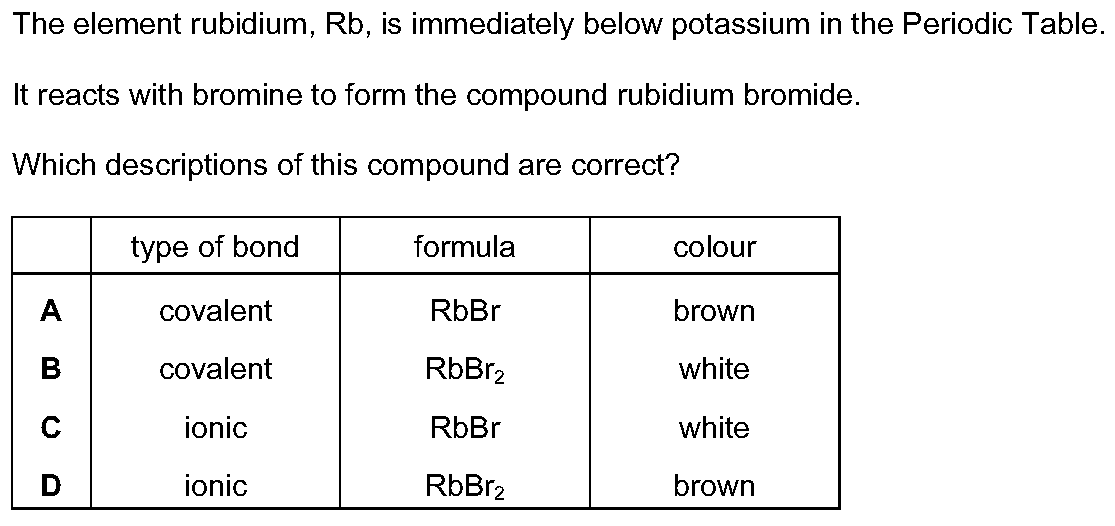 The element rubidium, Rb, is immediately below potassium in the Periodic Table.
It reacts with bromine to form the compound rubidium bromide.
Which descriptions of this compound are correct?
type of bond formula colour
A covalent RbBr brown
B covalent RbBr₂ white
C ionic RbBr white
D ionic RbBr₂ brown